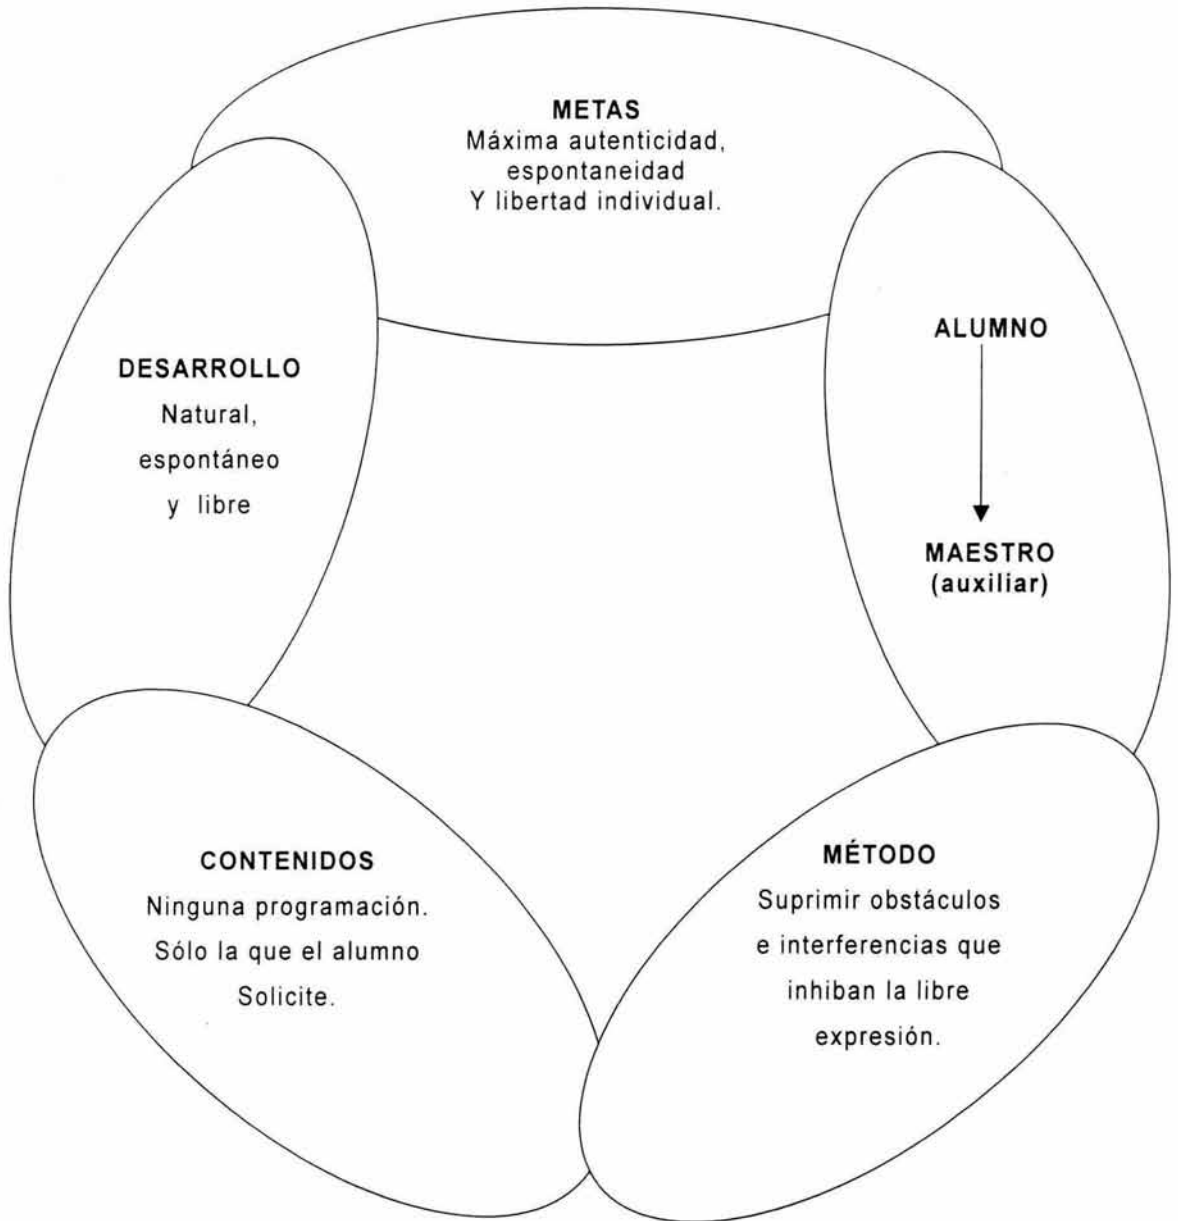 METAS
Máxima autenticidad,
espontaneidad
Y libertad individual.
ALUMNO
MAESTRO
(auxiliar)
DESARROLLO
Natural,
espontáneo
y libre
CONTENIDOS
Ninguna programación.
Sólo la que el alumno
Solicite.
MÉTODO
Suprimir obstáculos
e interferencias que
inhiban la libre
expresión.